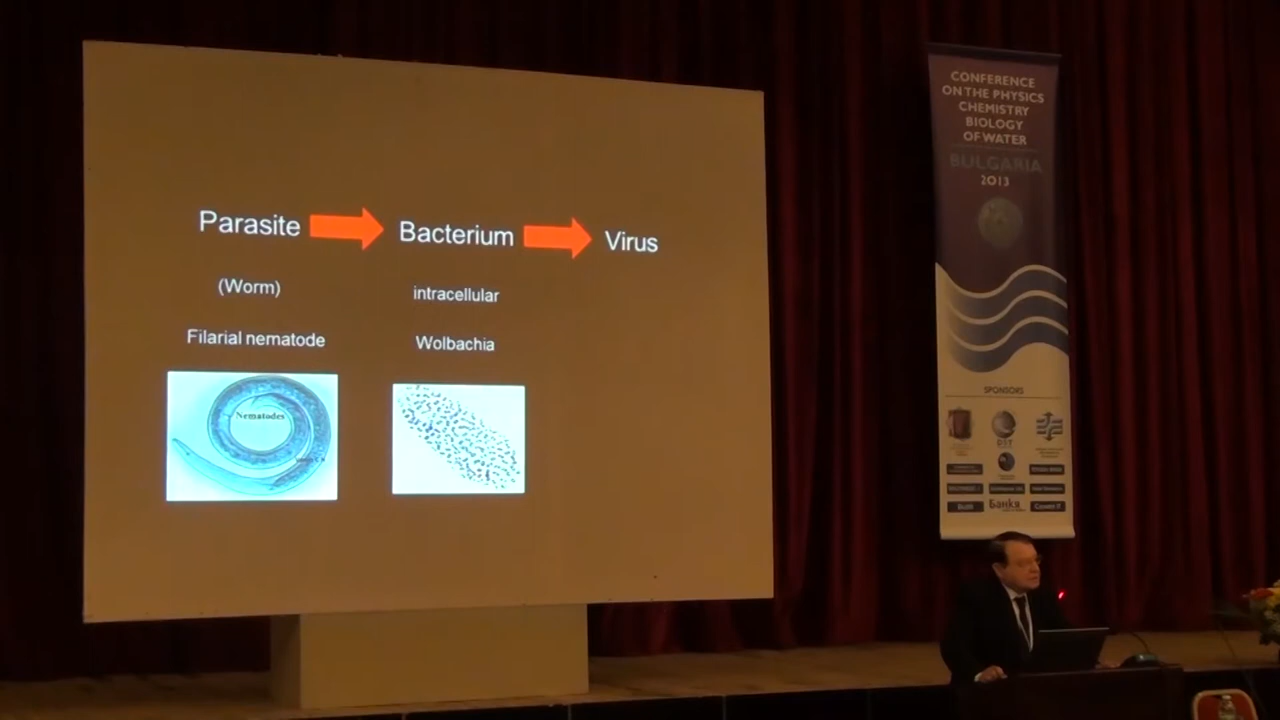 Parasite
Bacterium
Virus
(Worm)
intracellular
Filarial nematode
Wolbachia
Nematodes
CONFERENCE
ON THE PHYSICS
CHEMISTRY
BIOLOGY
OF WATER
BULGARIA
2013
SPONSORS
Банкя